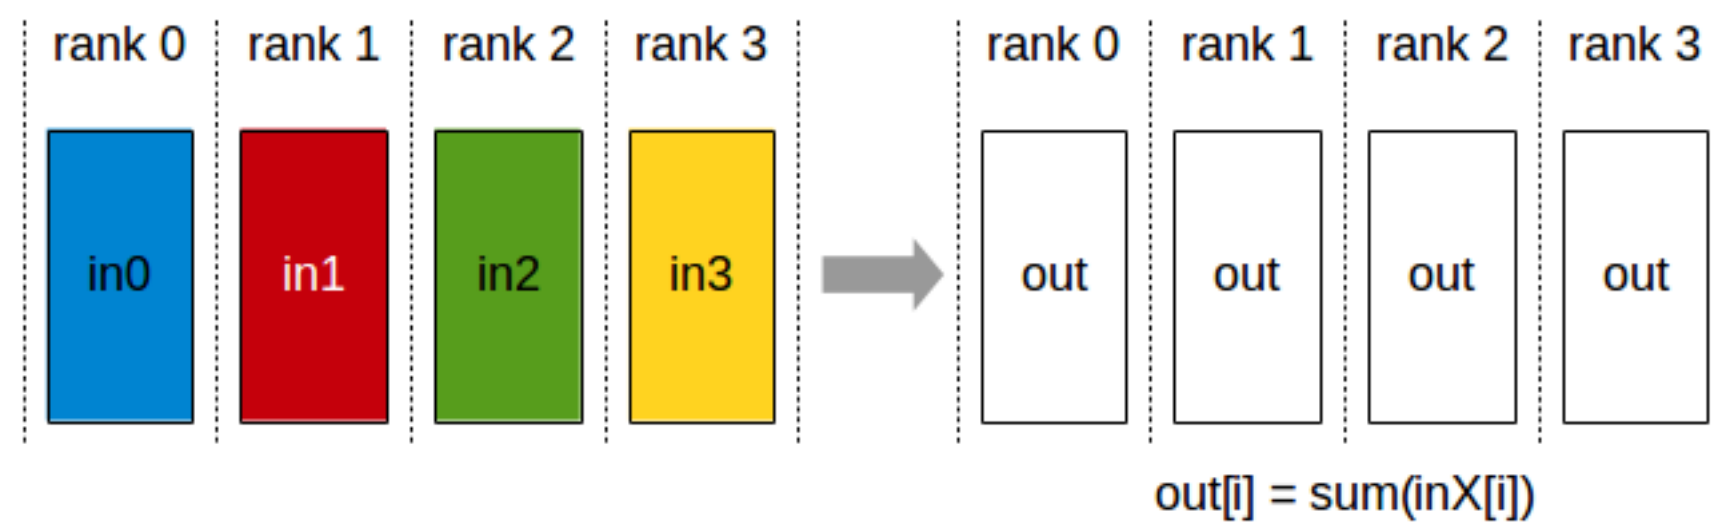 rank 0 rank 1 rank 2 rank 3 rank 0 rank 1 rank 2 rank 3
in0 in1 in2 in3 out out out out
out[i] = sum(inX[i])